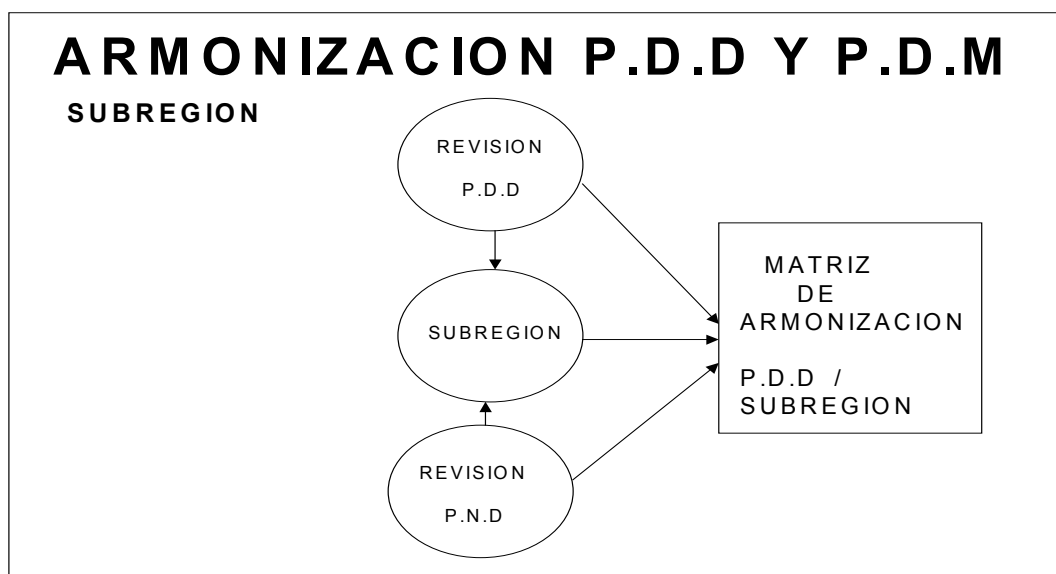 ARMONIZACION P.D.D Y P.D.M
SUBREGION
REVISION
P.D.D
SUBREGION
REVISION
P.N.D
MATRIZ
DE
ARMONIZACION
P.D.D /
SUBREGION